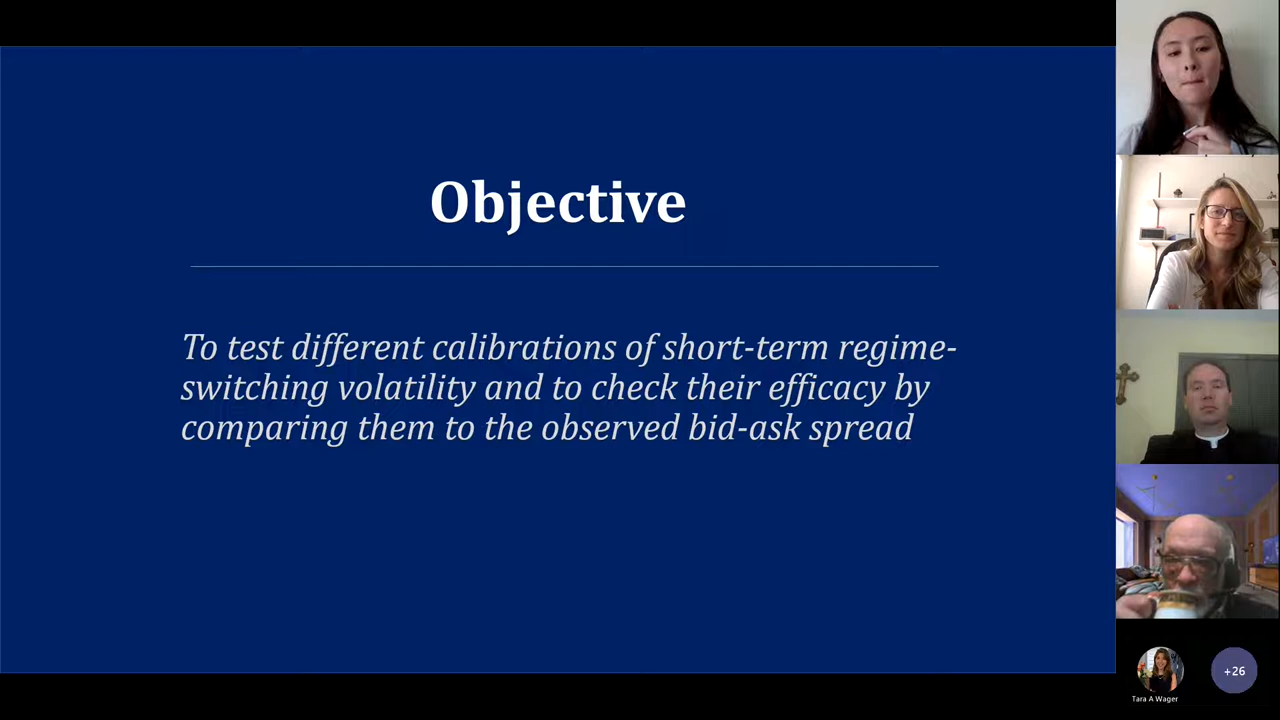 Objective
To test different calibrations of short-term regime-
switching volatility and to check their efficacy by
comparing them to the observed bid-ask spread
Tara A Wager
+26